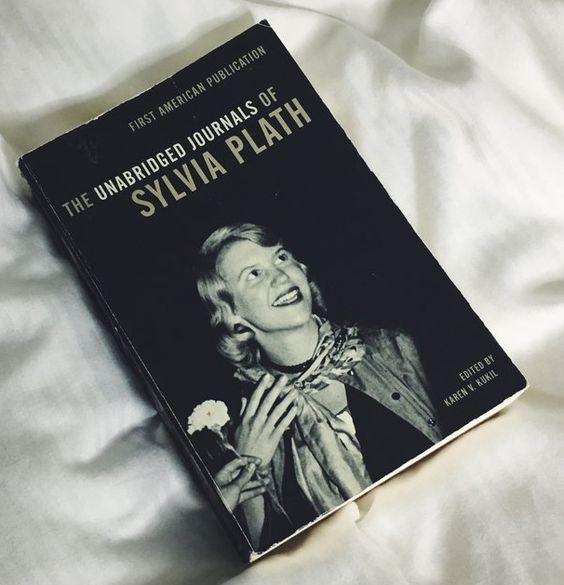 FIRST AMERICAN PUBLICATION
THE UNABRIDGED JOURNALS OF
SYLVIA PLATH
EDITED BY
KAREN V. KUKIL